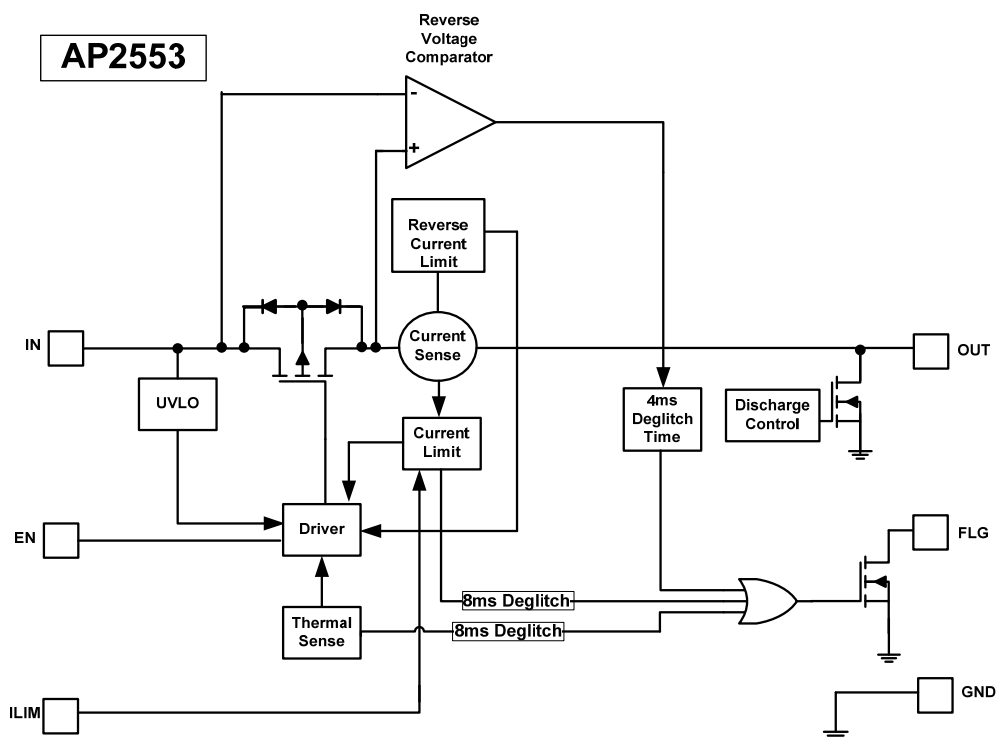 AP2553
Reverse
Voltage
Comparator
-
+
Reverse
Current
Limit
IN
Current
Sense
OUT
UVLO
4ms
Deglitch
Time
Discharge
Control
Current
Limit
EN
Driver
FLG
8ms Deglitch
Thermal
Sense
8ms Deglitch
ILIM
GND